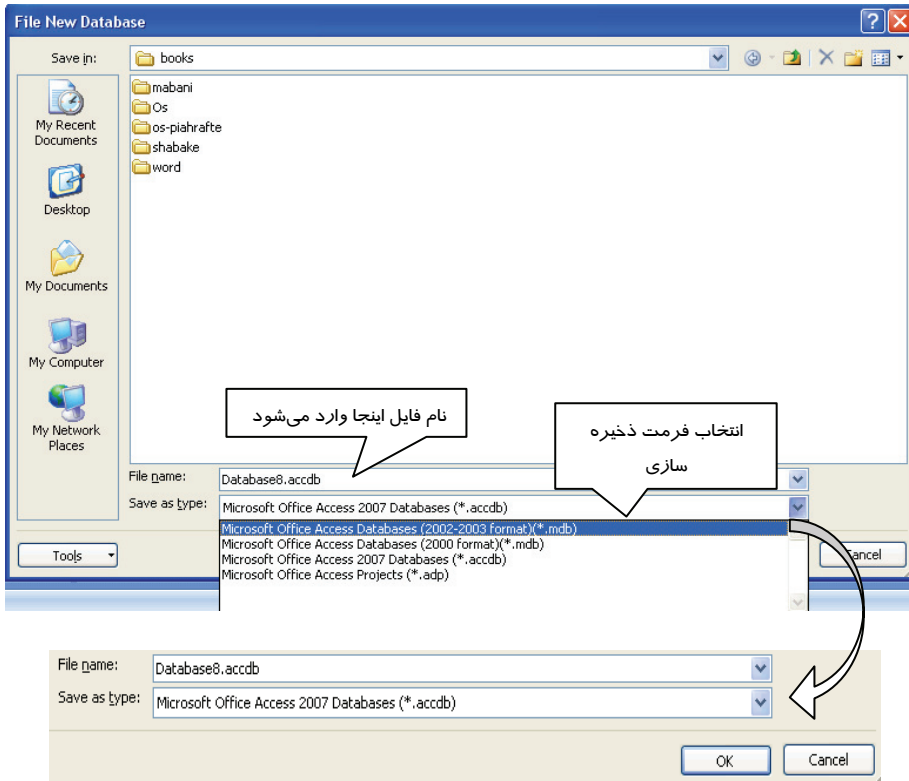 File New Database
Save in:
books
My Recent
Documents
Desktop
My Documents
My Computer
My Network
Places
mabani
Os
os-piahrafte
shabake
word
نام فایل اینجا وارد می‌شود
انتخاب فرمت ذخیره
سازی
File name:
Database8.accdb
Save as type:
Microsoft Office Access 2007 Databases (*.accdb)
Microsoft Office Access Databases (2002-2003 format)(*.mdb)
Microsoft Office Access Databases (2000 format)(*.mdb)
Microsoft Office Access 2007 Databases (*.accdb)
Microsoft Office Access Projects (*.adp)
Tools
Cancel
File name:
Database8.accdb
Save as type:
Microsoft Office Access 2007 Databases (*.accdb)
OK
Cancel